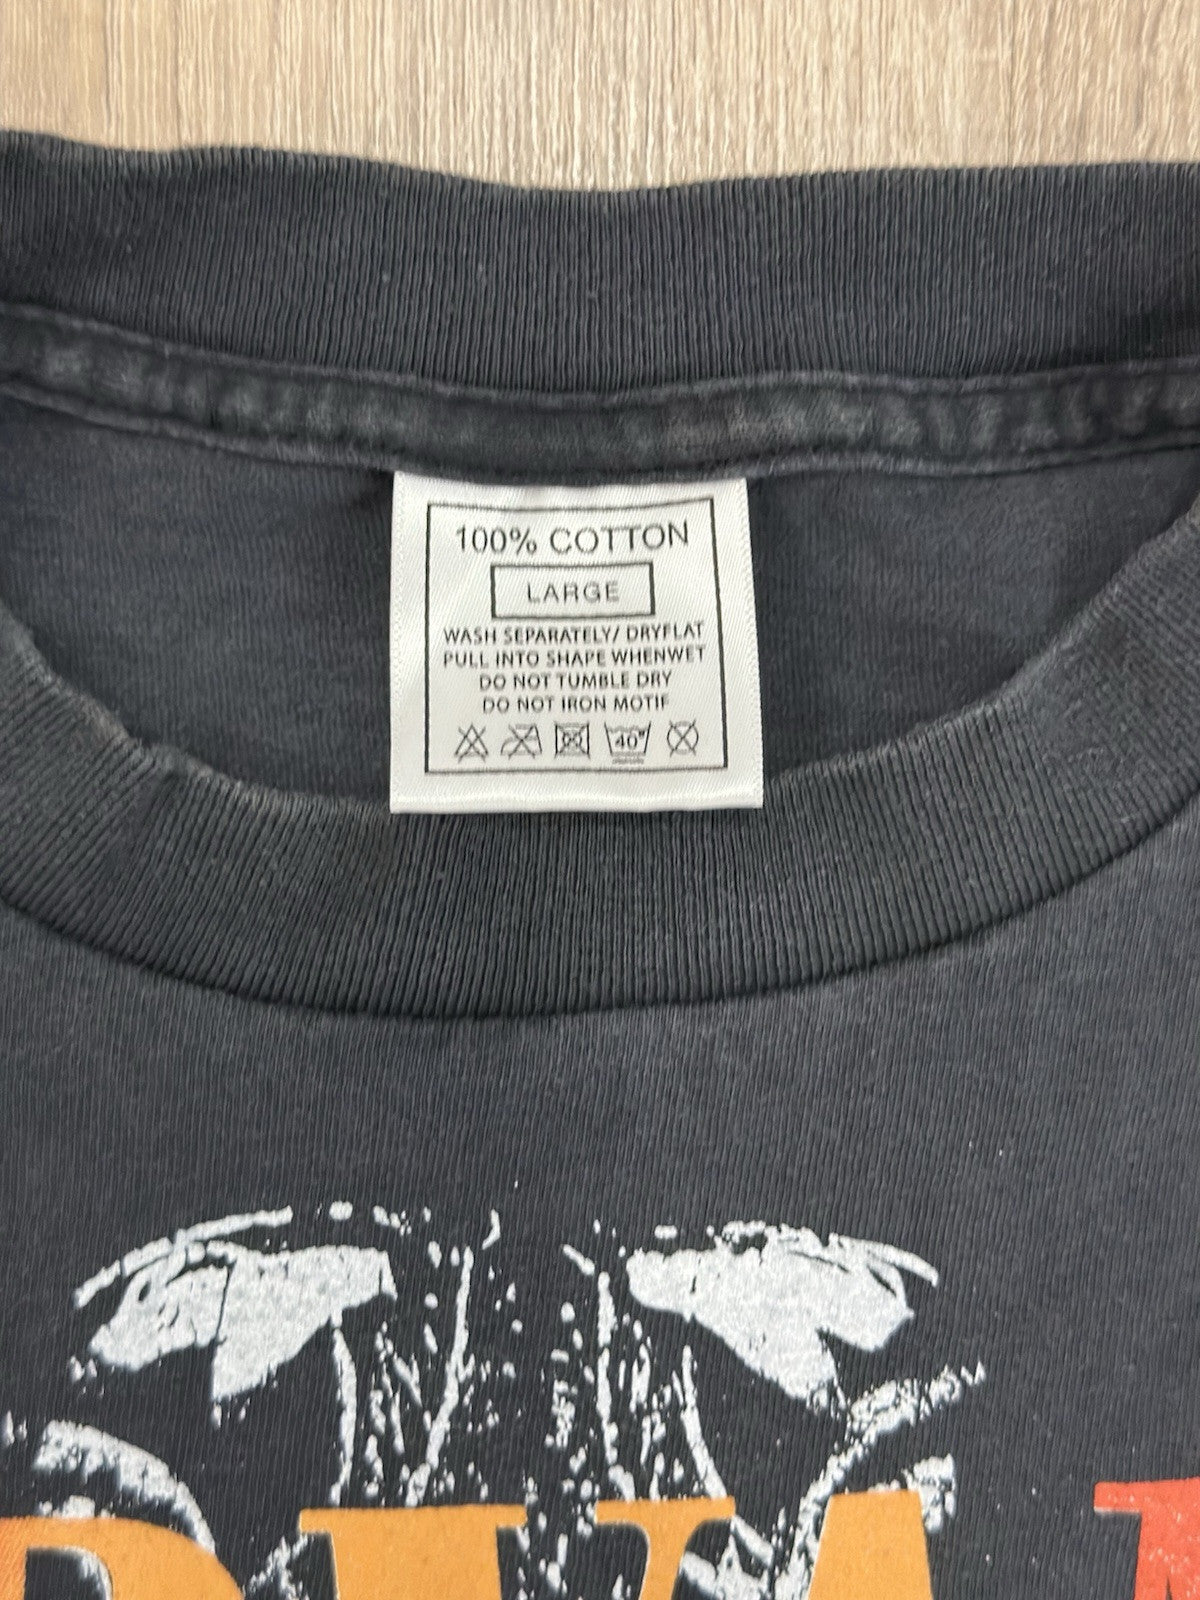 100% COTTON
LARGE
WASH SEPARATELY/ DRYFLAT
PULL INTO SHAPE WHENWET
DO NOT TUMBLE DRY
DO NOT IRON MOTIF
40°
RVAN